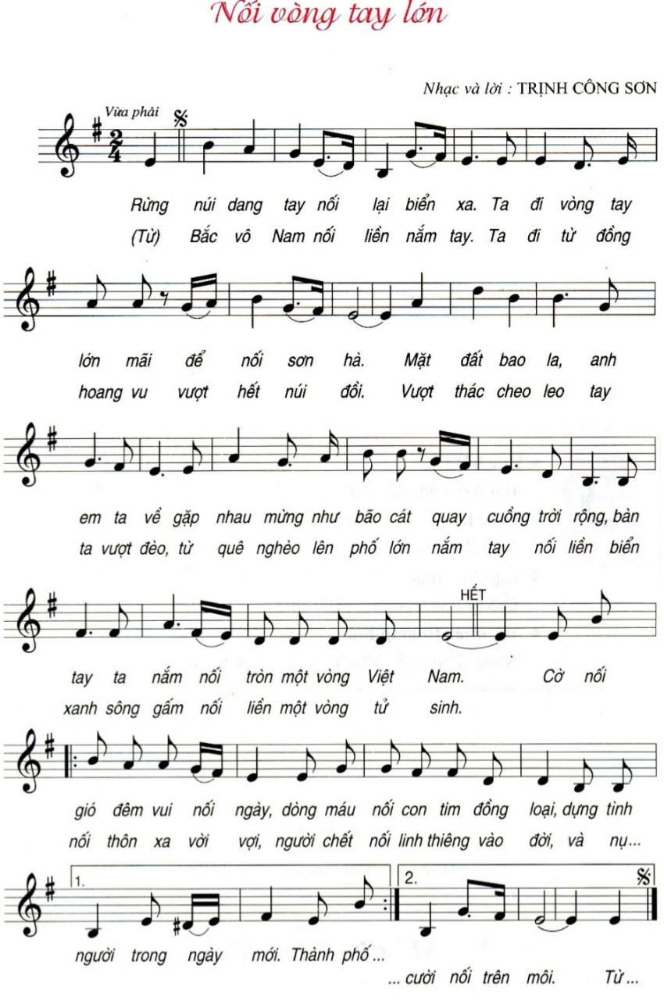 Nối vòng tay lớn
Nhạc và lời : TRỊNH CÔNG SƠN
Vừa phải
2
4
Rừng núi dang tay nối lại biển xa. Ta đi vòng tay
(Từ) Bắc vô Nam nối liền nắm tay. Ta đi từ đồng
lớn mãi để nối sơn hà. Mặt đất bao la, anh
hoang vu vượt hết núi đồi. Vượt thác cheo leo tay
em ta về gặp nhau mừng như bão cát quay cuồng trời rộng, bàn
ta vượt đèo, từ quê nghèo lên phố lớn nắm tay nối liền biển
HẾT
tay ta nắm nối tròn một vòng Việt Nam. Cờ nối
xanh sông gấm nối liền một vòng tử sinh.
gió đêm vui nối ngày, dòng máu nối con tim đồng loại, dựng tình
nối thôn xa vời vợi, người chết nối linh thiêng vào đời, và nụ...
1. 2.
người trong ngày mới. Thành phố ...
... cười nối trên môi. Từ ...